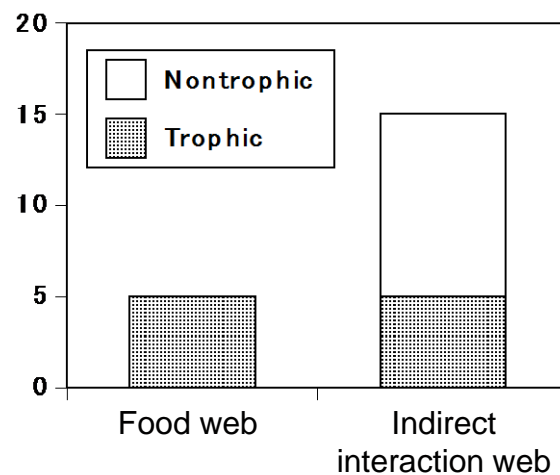 20
15
10
5
0
Nontrophic
Trophic
Food web
Indirect
interaction web